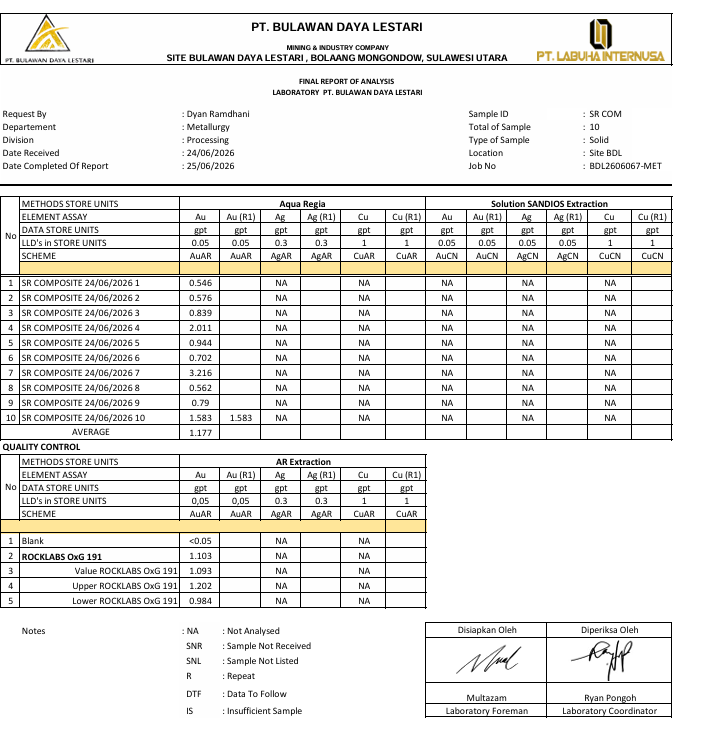 PT. BULAWAN DAYA LESTARI
MINING & INDUSTRY COMPANY
SITE BULAWAN DAYA LESTARI , BOLAANG MONGONDOW, SULAWESI UTARA
PT. BULAWAN DAYA LESTARI
PT. LABUHA INTERNUSA
FINAL REPORT OF ANALYSIS
LABORATORY PT. BULAWAN DAYA LESTARI
Request By : Dyan Ramdhani Sample ID : SR COM
Departement : Metallurgy Total of Sample : 10
Division : Processing Type of Sample : Solid
Date Received : 24/06/2026 Location : Site BDL
Date Completed Of Report : 25/06/2026 Job No : BDL2606067-MET
No METHODS STORE UNITS Aqua Regia Solution SANDIOS Extraction
ELEMENT ASSAY Au Au (R1) Ag Ag (R1) Cu Cu (R1) Au Au (R1) Ag Ag (R1) Cu Cu (R1)
DATA STORE UNITS gpt gpt gpt gpt gpt gpt gpt gpt gpt gpt gpt gpt
LLD's in STORE UNITS 0.05 0.05 0.3 0.3 1 1 0.05 0.05 0.05 0.05 1 1
SCHEME AuAR AuAR AgAR AgAR CuAR CuAR AuCN AuCN AgCN AgCN CuCN CuCN
1 SR COMPOSITE 24/06/2026 1 0.546 NA NA NA NA NA
2 SR COMPOSITE 24/06/2026 2 0.576 NA NA NA NA NA
3 SR COMPOSITE 24/06/2026 3 0.839 NA NA NA NA NA
4 SR COMPOSITE 24/06/2026 4 2.011 NA NA NA NA NA
5 SR COMPOSITE 24/06/2026 5 0.944 NA NA NA NA NA
6 SR COMPOSITE 24/06/2026 6 0.702 NA NA NA NA NA
7 SR COMPOSITE 24/06/2026 7 3.216 NA NA NA NA NA
8 SR COMPOSITE 24/06/2026 8 0.562 NA NA NA NA NA
9 SR COMPOSITE 24/06/2026 9 0.79 NA NA NA NA NA
10 SR COMPOSITE 24/06/2026 10 1.583 1.583 NA NA NA NA NA
AVERAGE 1.177
QUALITY CONTROL
No METHODS STORE UNITS AR Extraction
ELEMENT ASSAY Au Au (R1) Ag Ag (R1) Cu Cu (R1)
DATA STORE UNITS gpt gpt gpt gpt gpt gpt
LLD's in STORE UNITS 0,05 0,05 0.3 0.3 1 1
SCHEME AuAR AuAR AgAR AgAR CuAR CuAR
1 Blank <0.05 NA NA
2 ROCKLABS OxG 191 1.103 NA NA
3 Value ROCKLABS OxG 191 1.093 NA NA
4 Upper ROCKLABS OxG 191 1.202 NA NA
5 Lower ROCKLABS OxG 191 0.984 NA NA
Notes : NA : Not Analysed Disiapkan Oleh Diperiksa Oleh
SNR : Sample Not Received
SNL : Sample Not Listed
R : Repeat
DTF : Data To Follow Multazam Ryan Pongoh
IS : Insufficient Sample Laboratory Foreman Laboratory Coordinator